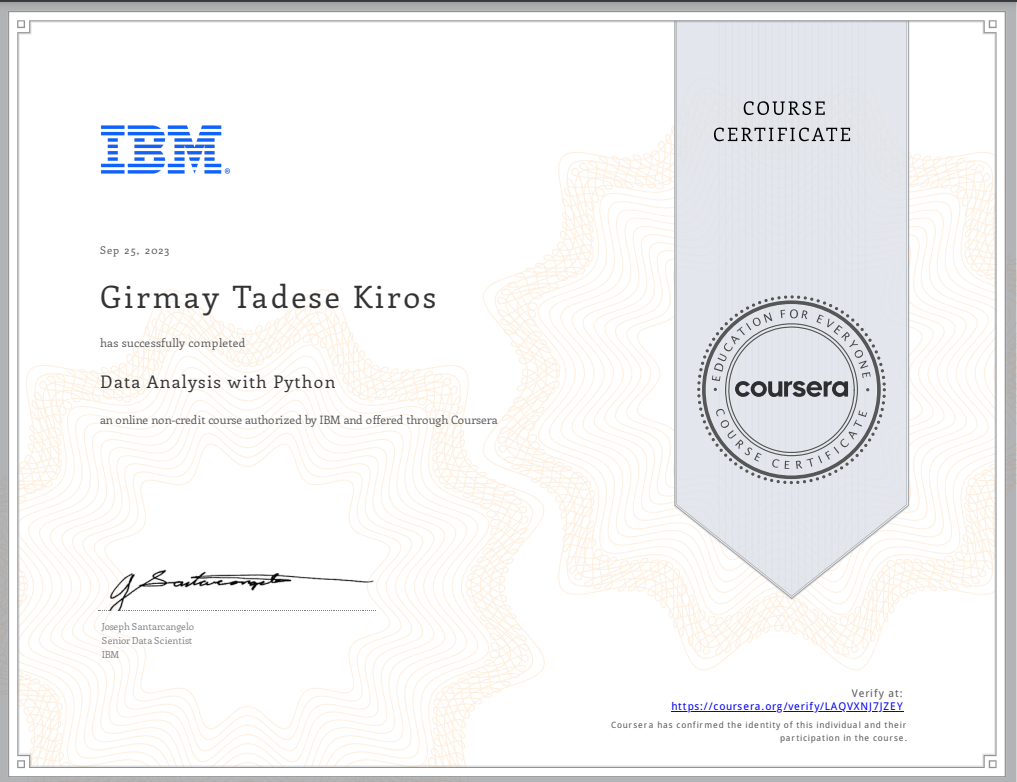 COURSE
CERTIFICATE
IBM®
Sep 25, 2023
Girmay Tadese Kiros
has successfully completed
Data Analysis with Python
an online non-credit course authorized by IBM and offered through Coursera
EDUCATION FOR EVERYONE
coursera
COURSE CERTIFICATE
J Santarcangelo
Joseph Santarcangelo
Senior Data Scientist
IBM
Verify at:
https://coursera.org/verify/LAQVXNJ7JZEY
Coursera has confirmed the identity of this individual and their
participation in the course.